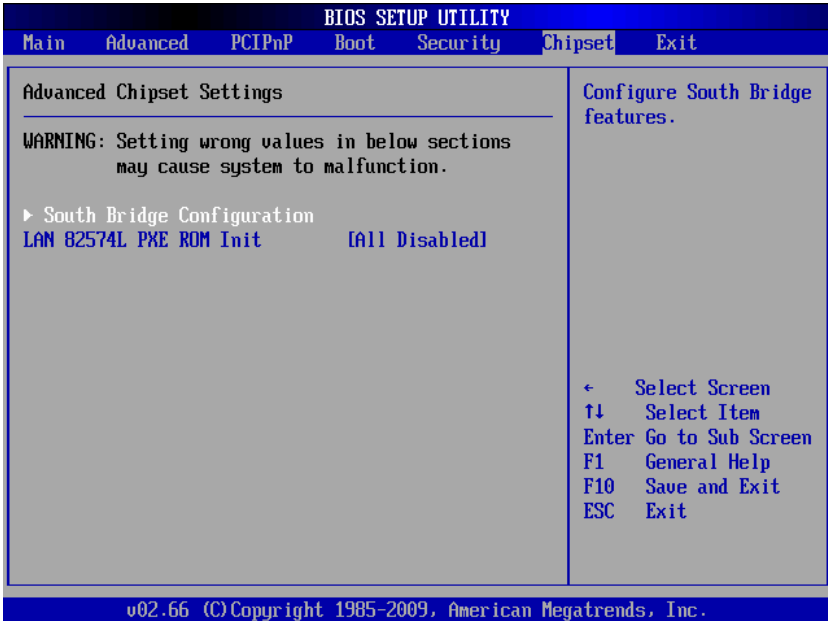 BIOS SETUP UTILITY
Main Advanced PCIPnP Boot Security Chipset Exit
Advanced Chipset Settings
WARNING: Setting wrong values in below sections
may cause system to malfunction.
▶ South Bridge Configuration
LAN 82574L PXE ROM Init [All Disabled]
Configure South Bridge
features.
← Select Screen
↑↓ Select Item
Enter Go to Sub Screen
F1 General Help
F10 Save and Exit
ESC Exit
v02.66 (C)Copyright 1985-2009, American Megatrends, Inc.